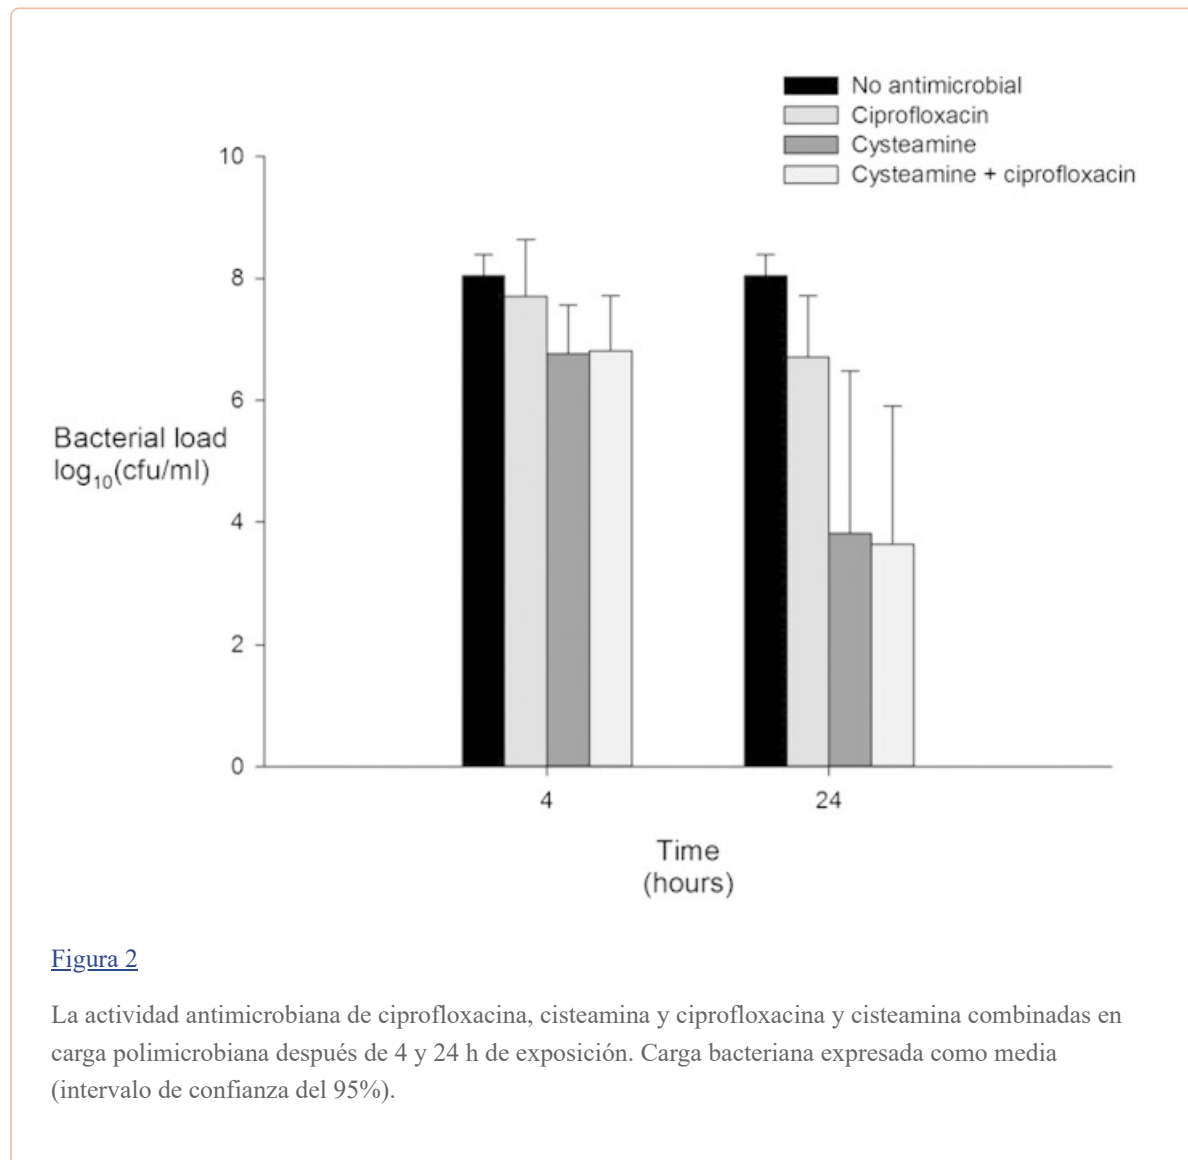 No antimicrobial
Ciprofloxacin
Cysteamine
Cysteamine + ciprofloxacin
10
8
6
4
2
0
Bacterial load
log10(cfu/ml)
4
24
Time
(hours)
Figura 2
La actividad antimicrobiana de ciprofloxacina, cisteamina y ciprofloxacina y cisteamina combinadas en
carga polimicrobiana después de 4 y 24 h de exposición. Carga bacteriana expresada como media
(intervalo de confianza del 95%).